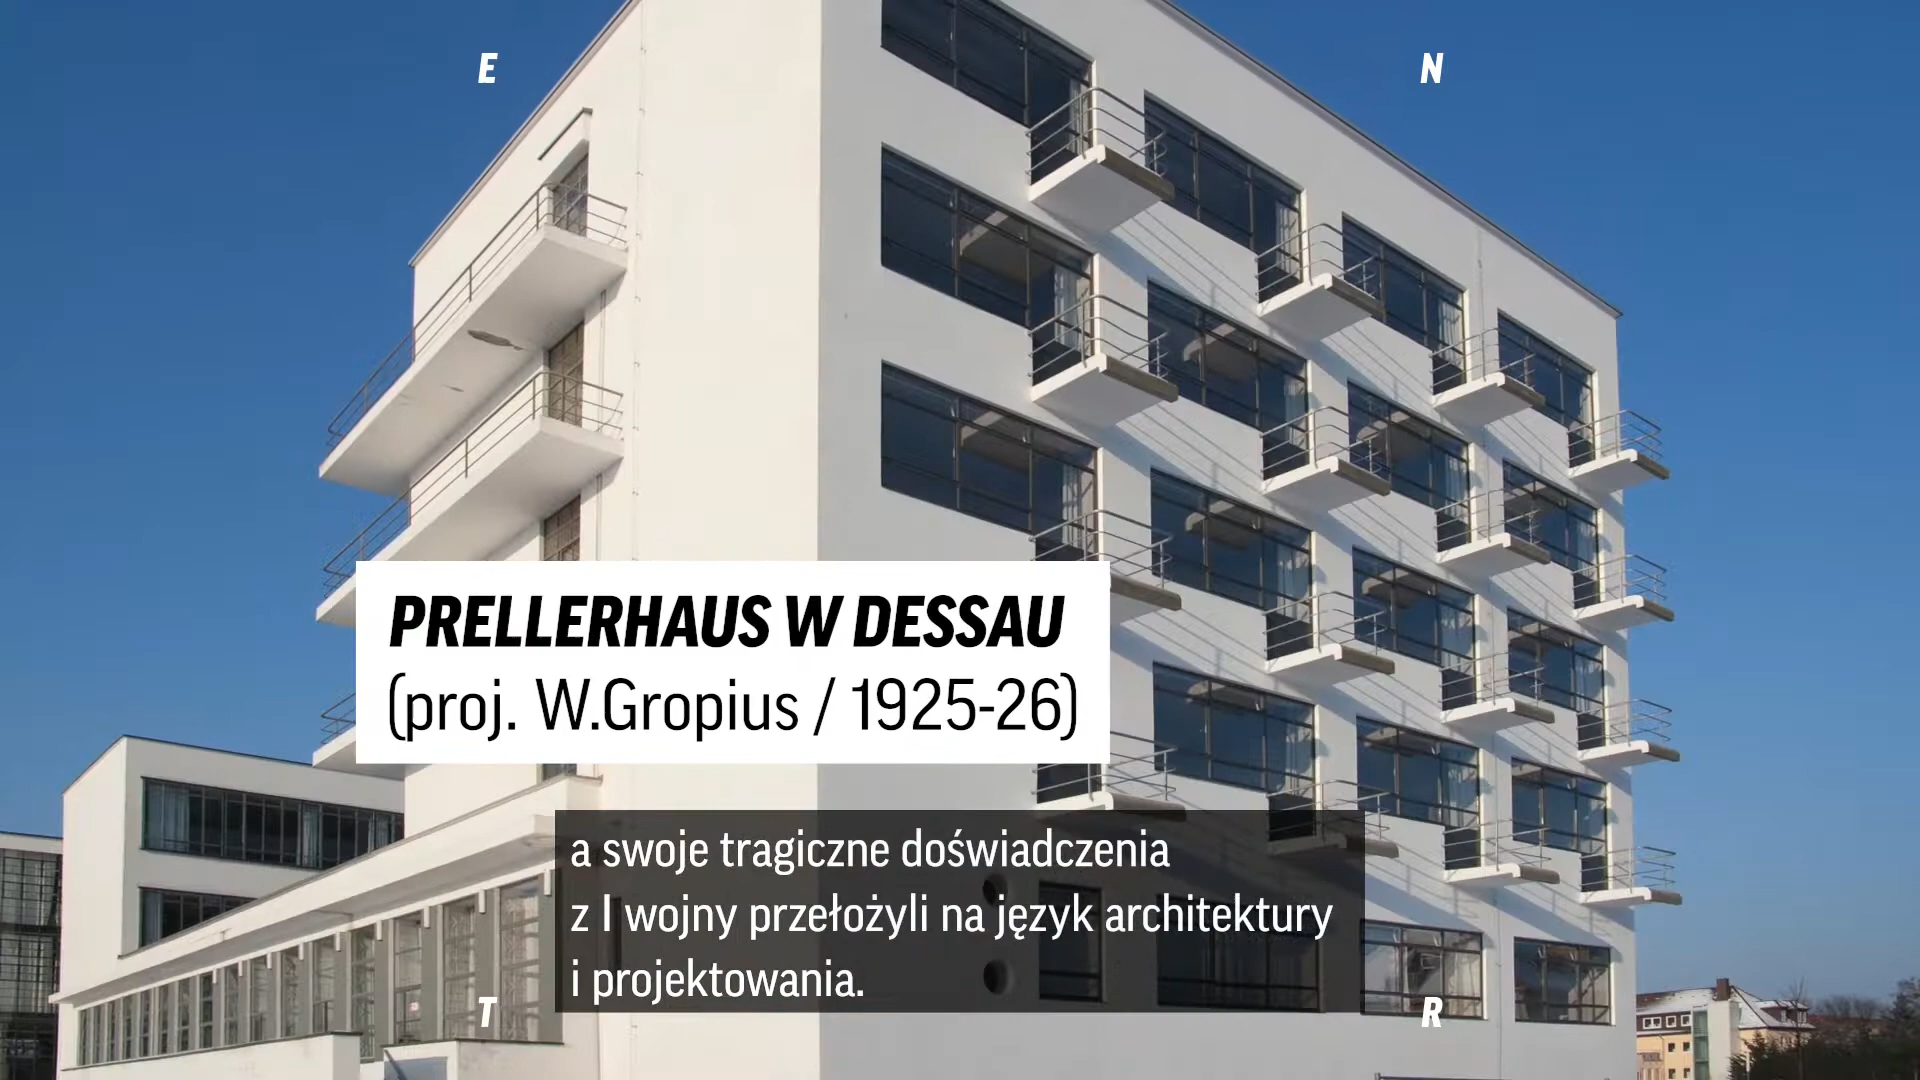 E N
PRELLERHAUS W DESSAU
(proj. W.Gropius / 1925-26)
a swoje tragiczne doświadczenia
z I wojny przełożyli na język architektury
i projektowania.
T R